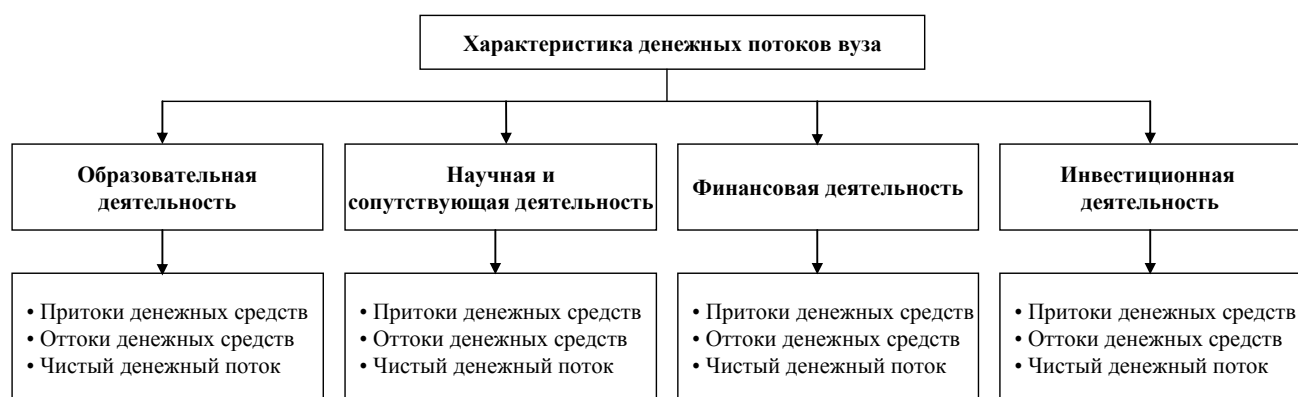 Характеристика денежных потоков вуза
Образовательная
деятельность
Научная и
сопутствующая деятельность
Финансовая деятельность
Инвестиционная
деятельность
• Притоки денежных средств
• Оттоки денежных средств
• Чистый денежный поток
• Притоки денежных средств
• Оттоки денежных средств
• Чистый денежный поток
• Притоки денежных средств
• Оттоки денежных средств
• Чистый денежный поток
• Притоки денежных средств
• Оттоки денежных средств
• Чистый денежный поток